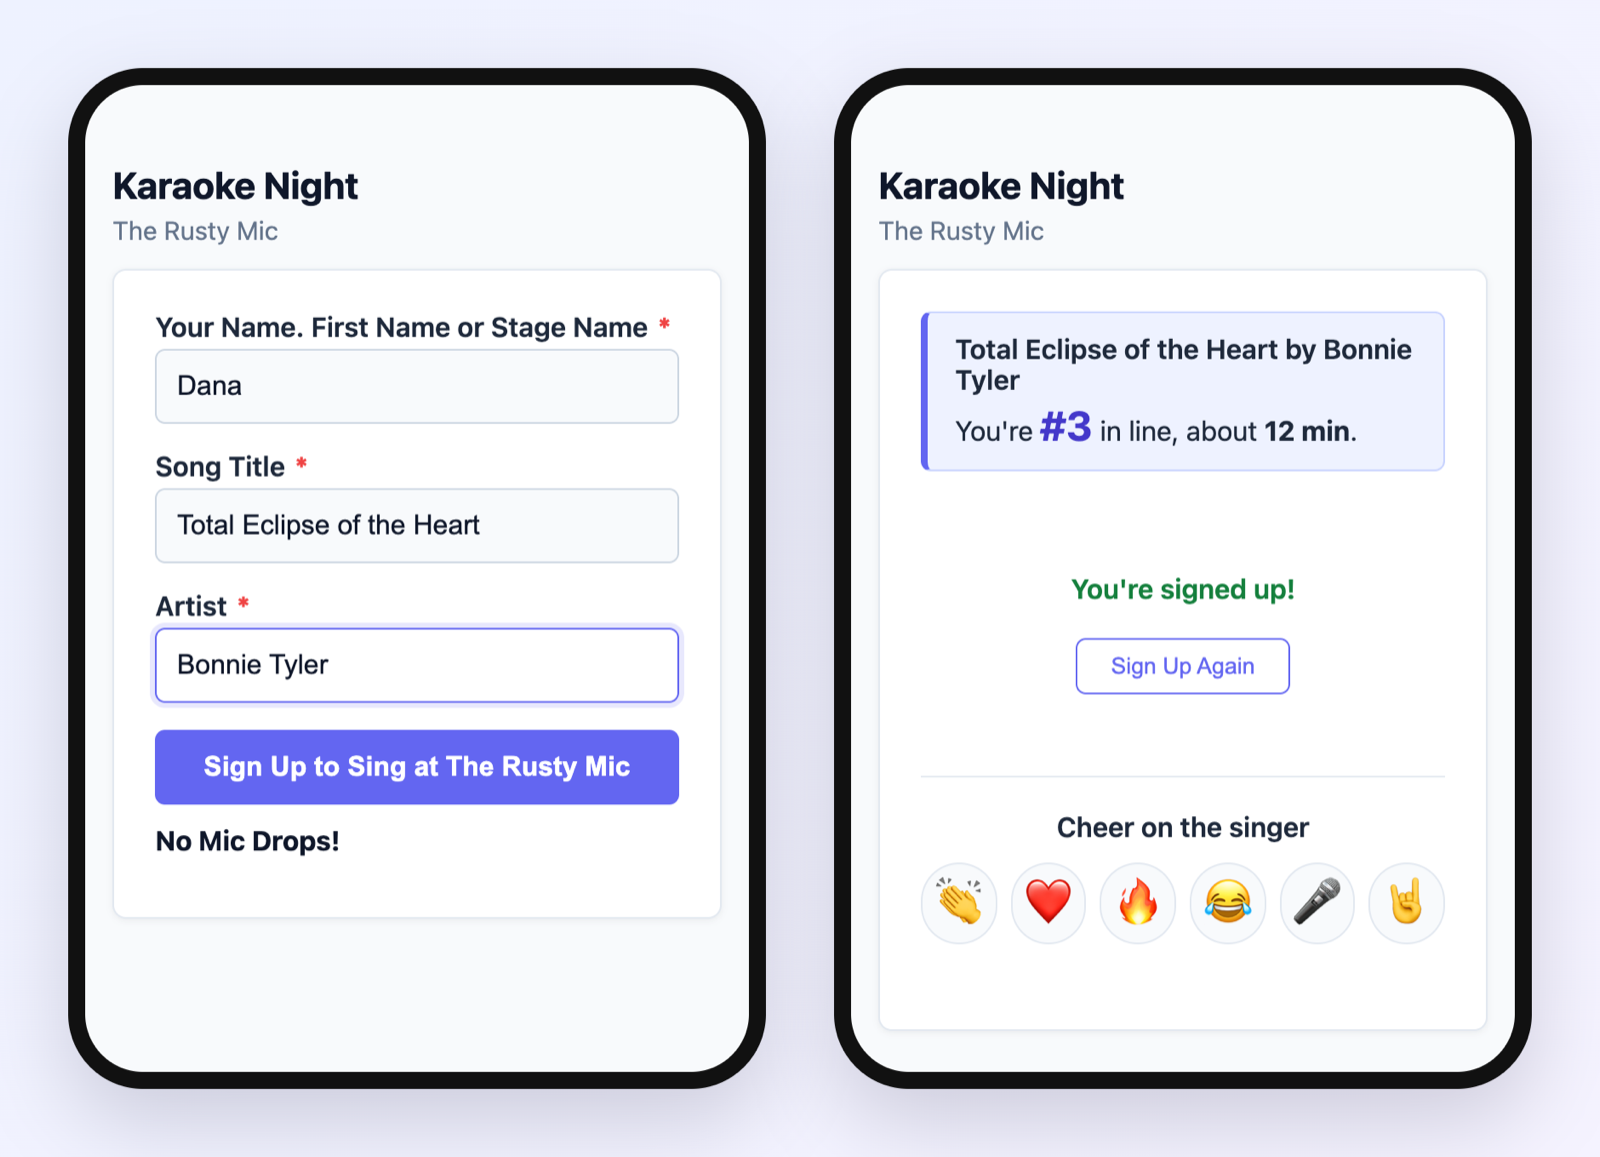 Karaoke Night
The Rusty Mic
Your Name. First Name or Stage Name *
Dana
Song Title *
Total Eclipse of the Heart
Artist *
Bonnie Tyler
Sign Up to Sing at The Rusty Mic
No Mic Drops!
Karaoke Night
The Rusty Mic
Total Eclipse of the Heart by Bonnie
Tyler
You're #3 in line, about 12 min.
You're signed up!
Sign Up Again
Cheer on the singer